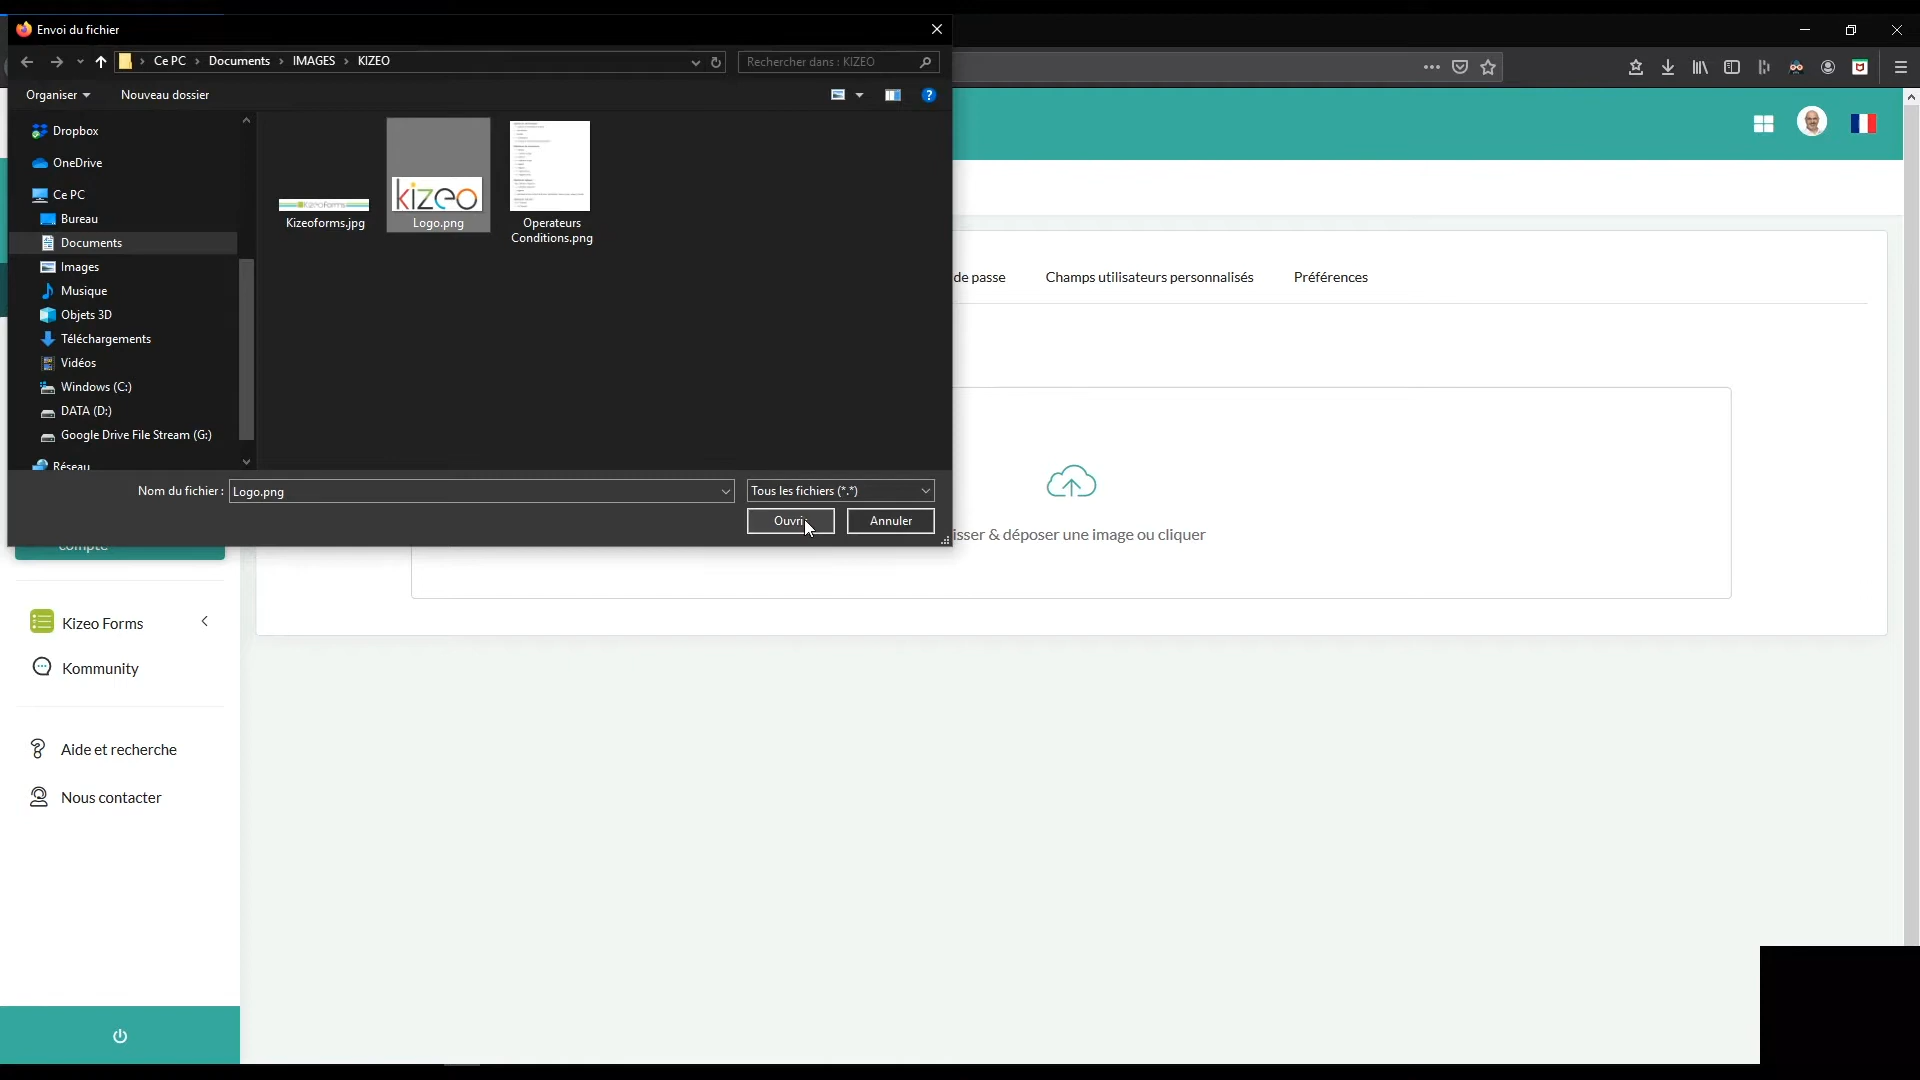 Envoi du fichier
Ce PC > Documents > IMAGES > KIZEO
Rechercher dans : KIZEO
Organiser
Nouveau dossier
Dropbox
OneDrive
Ce PC
Bureau
Documents
Images
Musique
Objets 3D
Téléchargements
Vidéos
Windows (C:)
DATA (D:)
Google Drive File Stream (G:)
Réseau
kizeo
Kizeoforms.jpg
Logo.png
Operateurs
Conditions.png
Nom du fichier :
Logo.png
Tous les fichiers (*.*)
Annuler
de passe
Champs utilisateurs personnalisés
Préférences
& déposer une image ou cliquer
compte
Kizeo Forms
Kommunity
Aide et recherche
Nous contacter